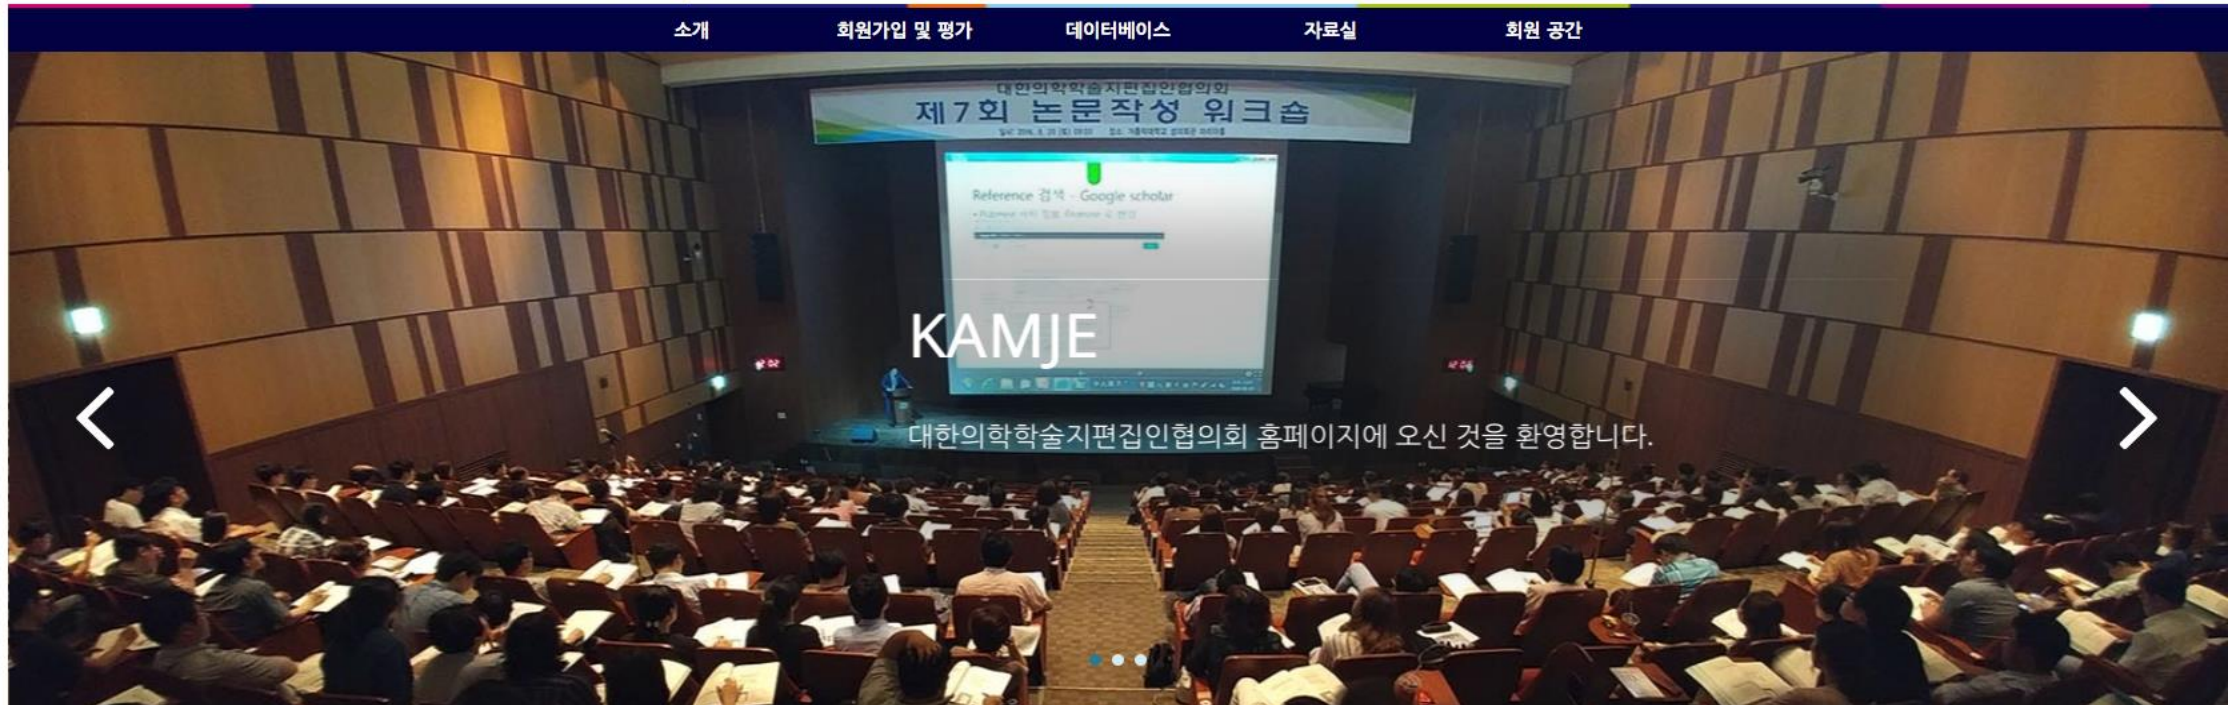 소개 회원가입 및 평가 데이터베이스 자료실 회원 공간
대한의학학술지편집인협의회
제7회 논문작성 워크숍
Reference 검색 - Google scholar
KAMJE
대한의학학술지편집인협의회 홈페이지에 오신 것을 환영합니다.